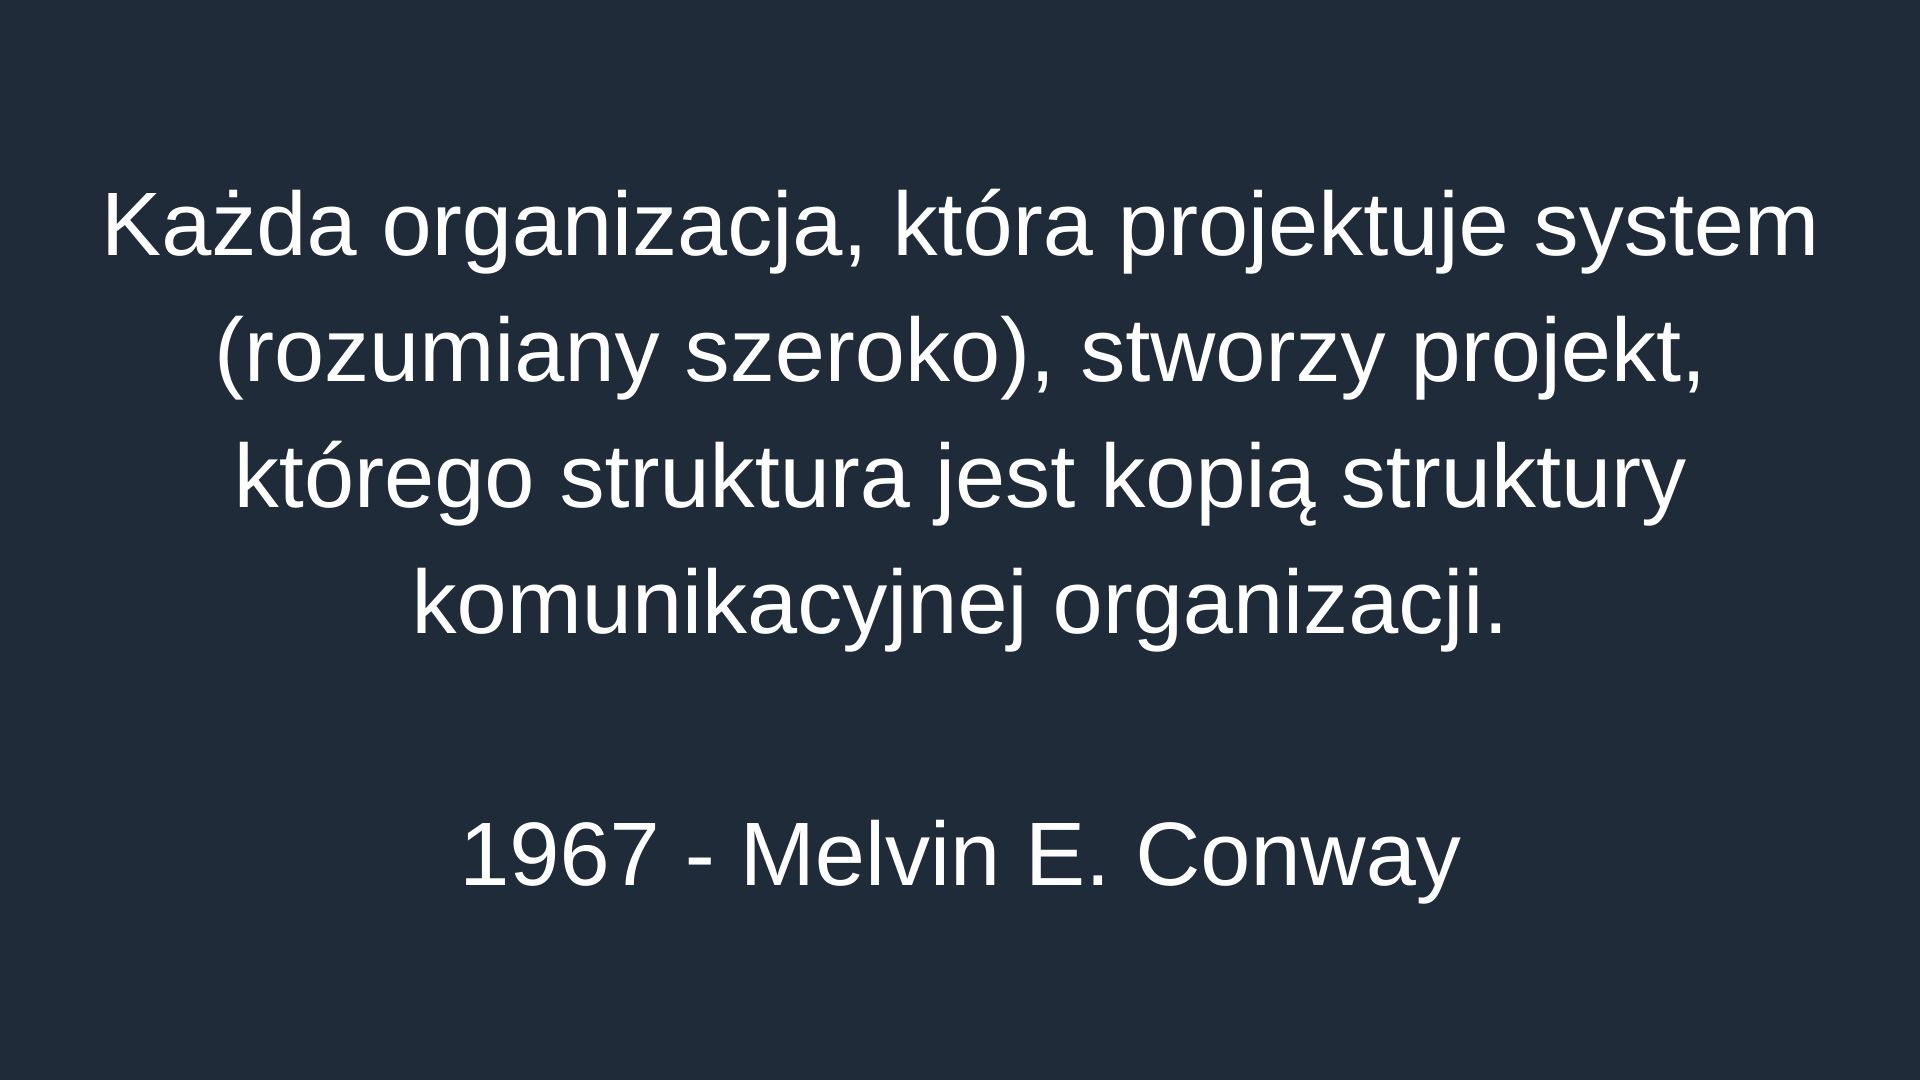 Każda organizacja, która projektuje system
(rozumiany szeroko), stworzy projekt,
którego struktura jest kopią struktury
komunikacyjnej organizacji.
1967 - Melvin E. Conway